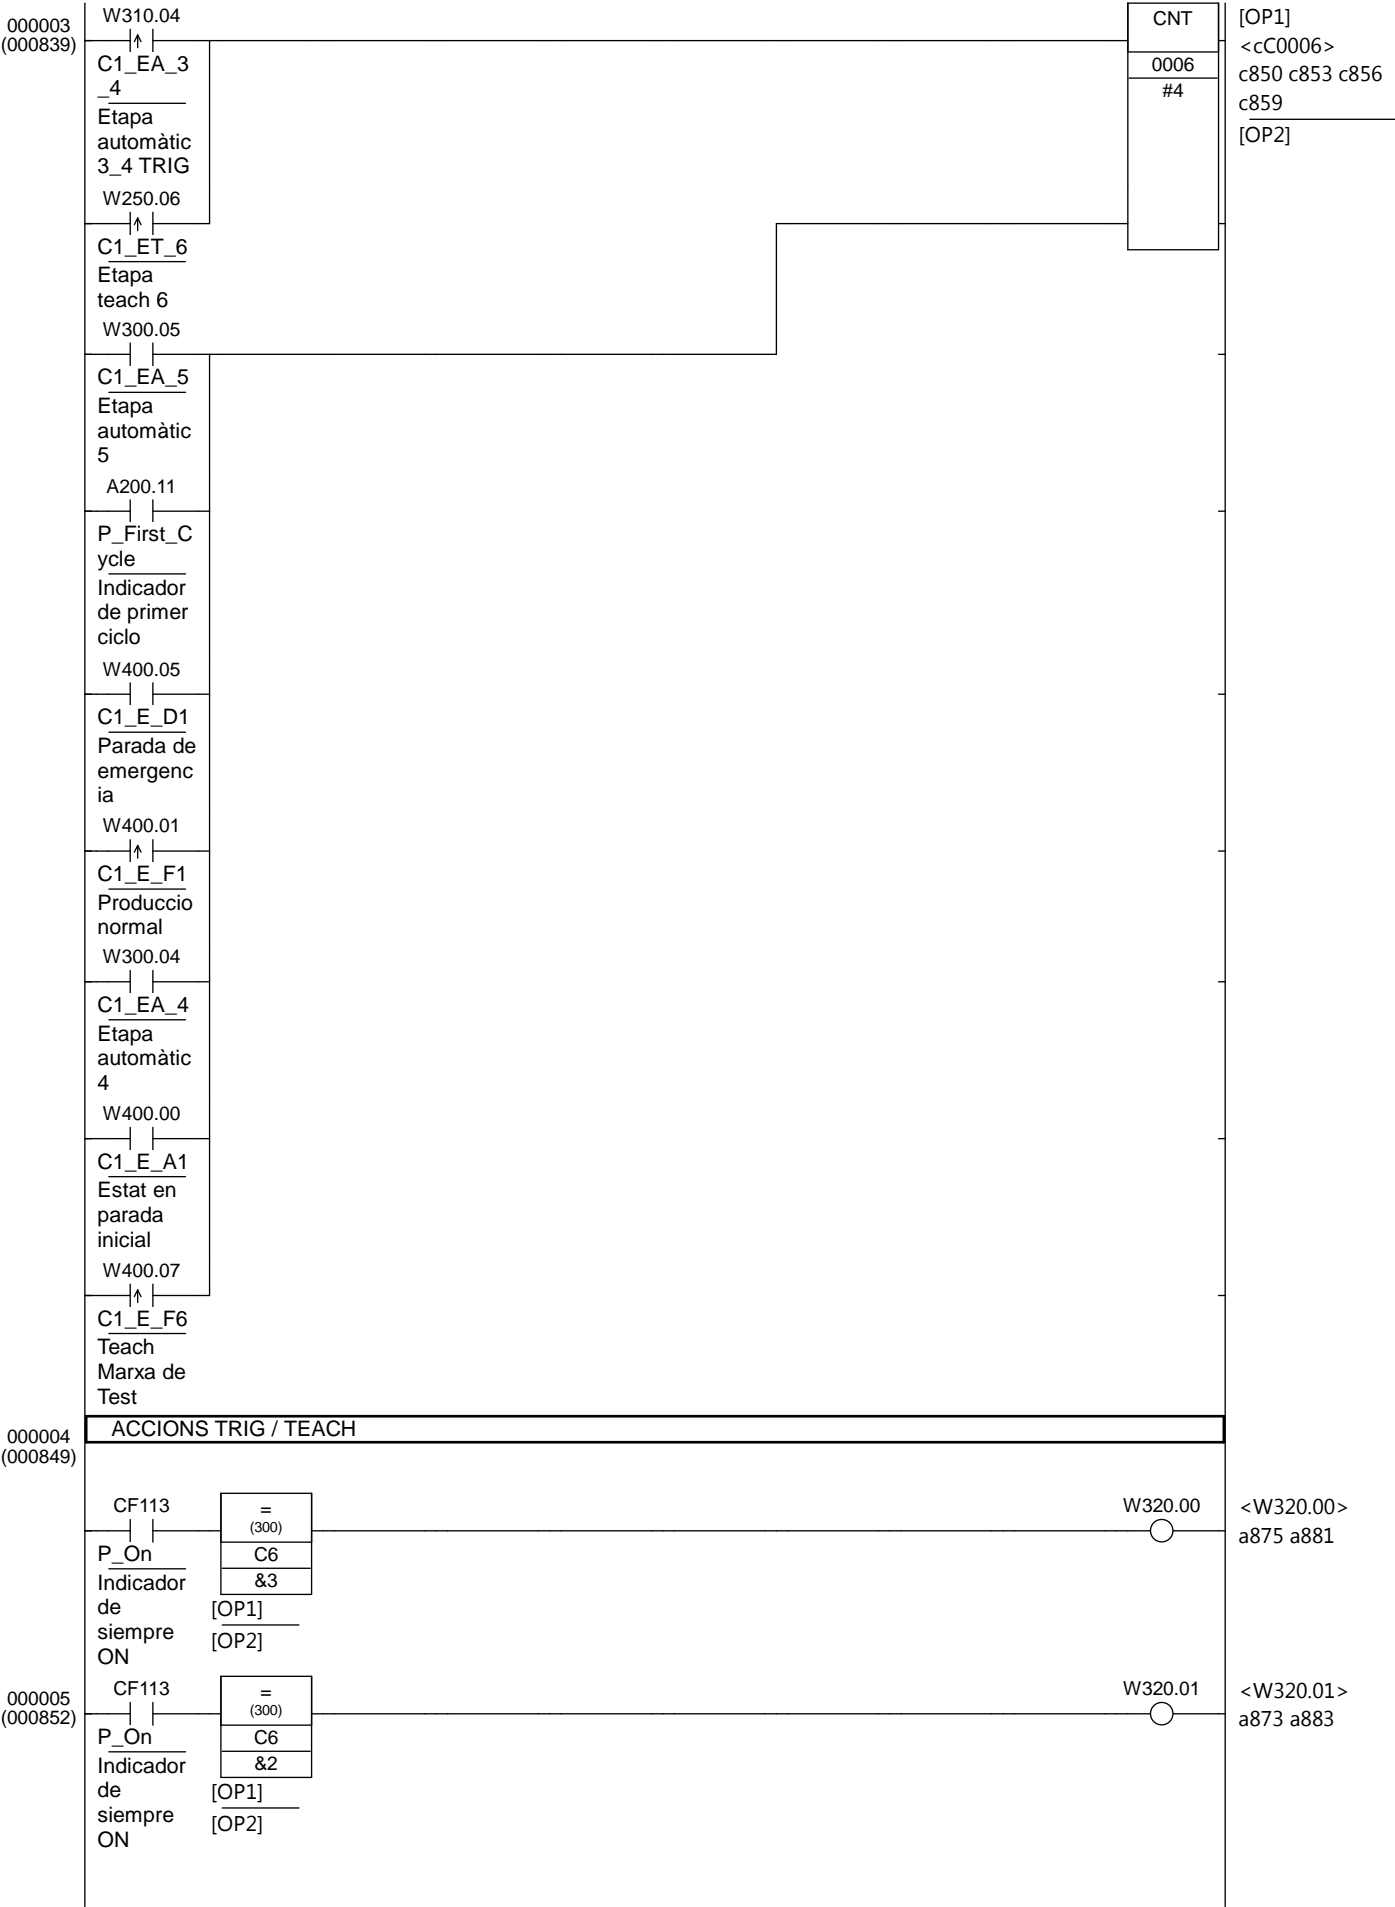 000003
(000839)
W310.04
C1_EA_3
_4
Etapa
automàtic
3_4 TRIG
CNT
0006
#4
[OP1]
<cC0006>
c850 c853 c856
c859
[OP2]
W250.06
C1_ET_6
Etapa
teach 6
W300.05
C1_EA_5
Etapa
automàtic
5
A200.11
P_First_C
ycle
Indicador
de primer
ciclo
W400.05
C1_E_D1
Parada de
emergenc
ia
W400.01
C1_E_F1
Produccio
normal
W300.04
C1_EA_4
Etapa
automàtic
4
W400.00
C1_E_A1
Estat en
parada
inicial
W400.07
C1_E_F6
Teach
Marxa de
Test
000004
(000849)
ACCIONS TRIG / TEACH
CF113
P_On
Indicador
de
siempre
ON
=
(300)
C6
&3
[OP1]
[OP2]
W320.00
<W320.00>
a875 a881
000005
(000852)
CF113
P_On
Indicador
de
siempre
ON
=
(300)
C6
&2
[OP1]
[OP2]
W320.01
<W320.01>
a873 a883